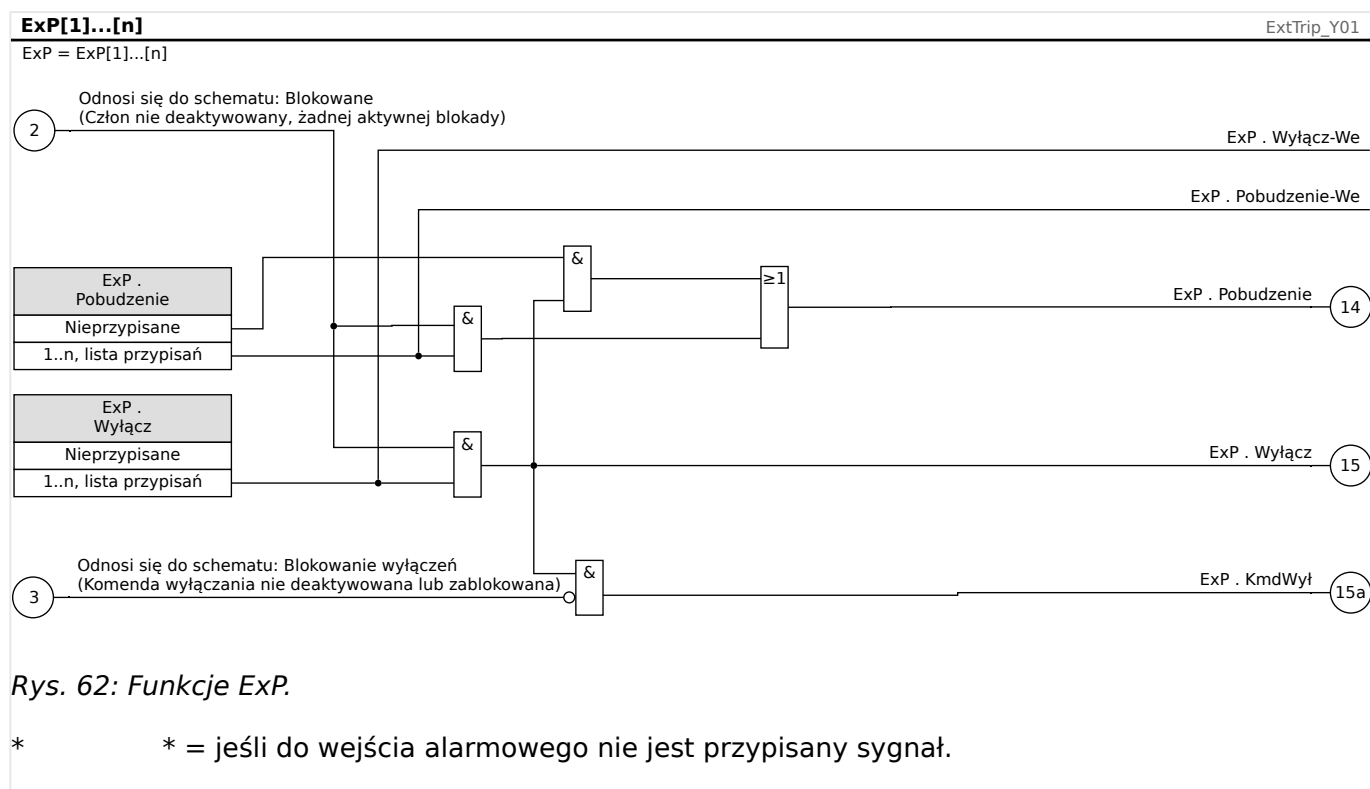 ExP[1]...[n]
ExtTrip_Y01
ExP = ExP[1]...[n]
Odnosi się do schematu: Blokowane
(Człon nie deaktywowany, żadnej aktywnej blokady)
2
ExP . Wyłącz-We
ExP . Pobudzenie-We
&
ExP .
Pobudzenie
≥1
ExP . Pobudzenie
14
Nieprzypisane
&
1..n, lista przypisań
ExP .
Wyłącz
Nieprzypisane
&
ExP . Wyłącz
15
1..n, lista przypisań
Odnosi się do schematu: Blokowanie wyłączeń
(Komenda wyłączania nie deaktywowana lub zablokowana)
3
&
ExP . KmdWył
15a
Rys. 62: Funkcje ExP.
* * = jeśli do wejścia alarmowego nie jest przypisany sygnał.